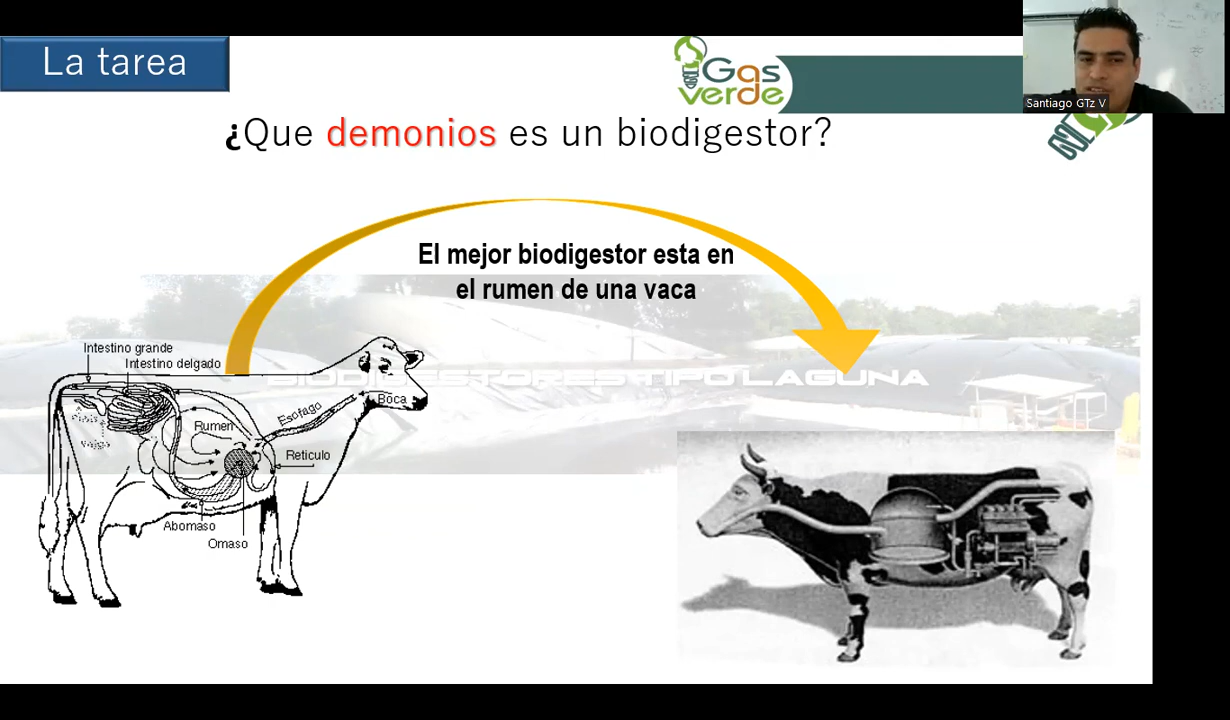 La tarea
Gas
verde
Santiago GTz V
¿Que demonios es un biodigestor?
El mejor biodigestor esta en
el rumen de una vaca
BIODIGESTORES TIPO LAGUNA
Intestino grande
Intestino delgado
Boca
Esofago
Rumen
Reticulo
Abomaso
Omaso